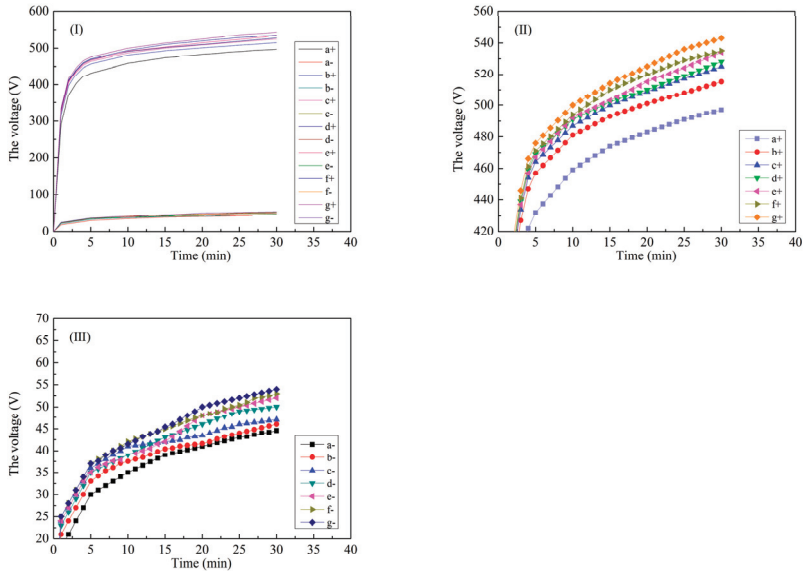 (I)
The voltage (V)
600
500
400
300
200
100
0
0 5 10 15 20 25 30 35 40
Time (min)
a+
a-
b+
b-
c+
c-
d+
d-
e+
e-
f+
f-
g+
g-
(II)
The voltage (V)
540
520
500
480
460
440
420
0 5 10 15 20 25 30 35 40
Time (min)
a+
b+
c+
d+
e+
f+
g+
(III)
The voltage (V)
70
65
60
55
50
45
40
35
30
25
20
0 5 10 15 20 25 30 35 40
Time (min)
a-
b-
c-
d-
e-
f-
g-